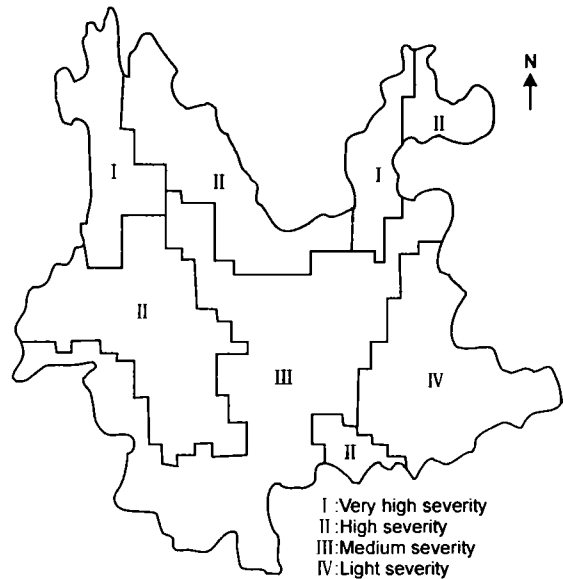 N
II
I
II
I
II
III
IV
II
I :Very high severity
II :High severity
III:Medium severity
IV:Light severity